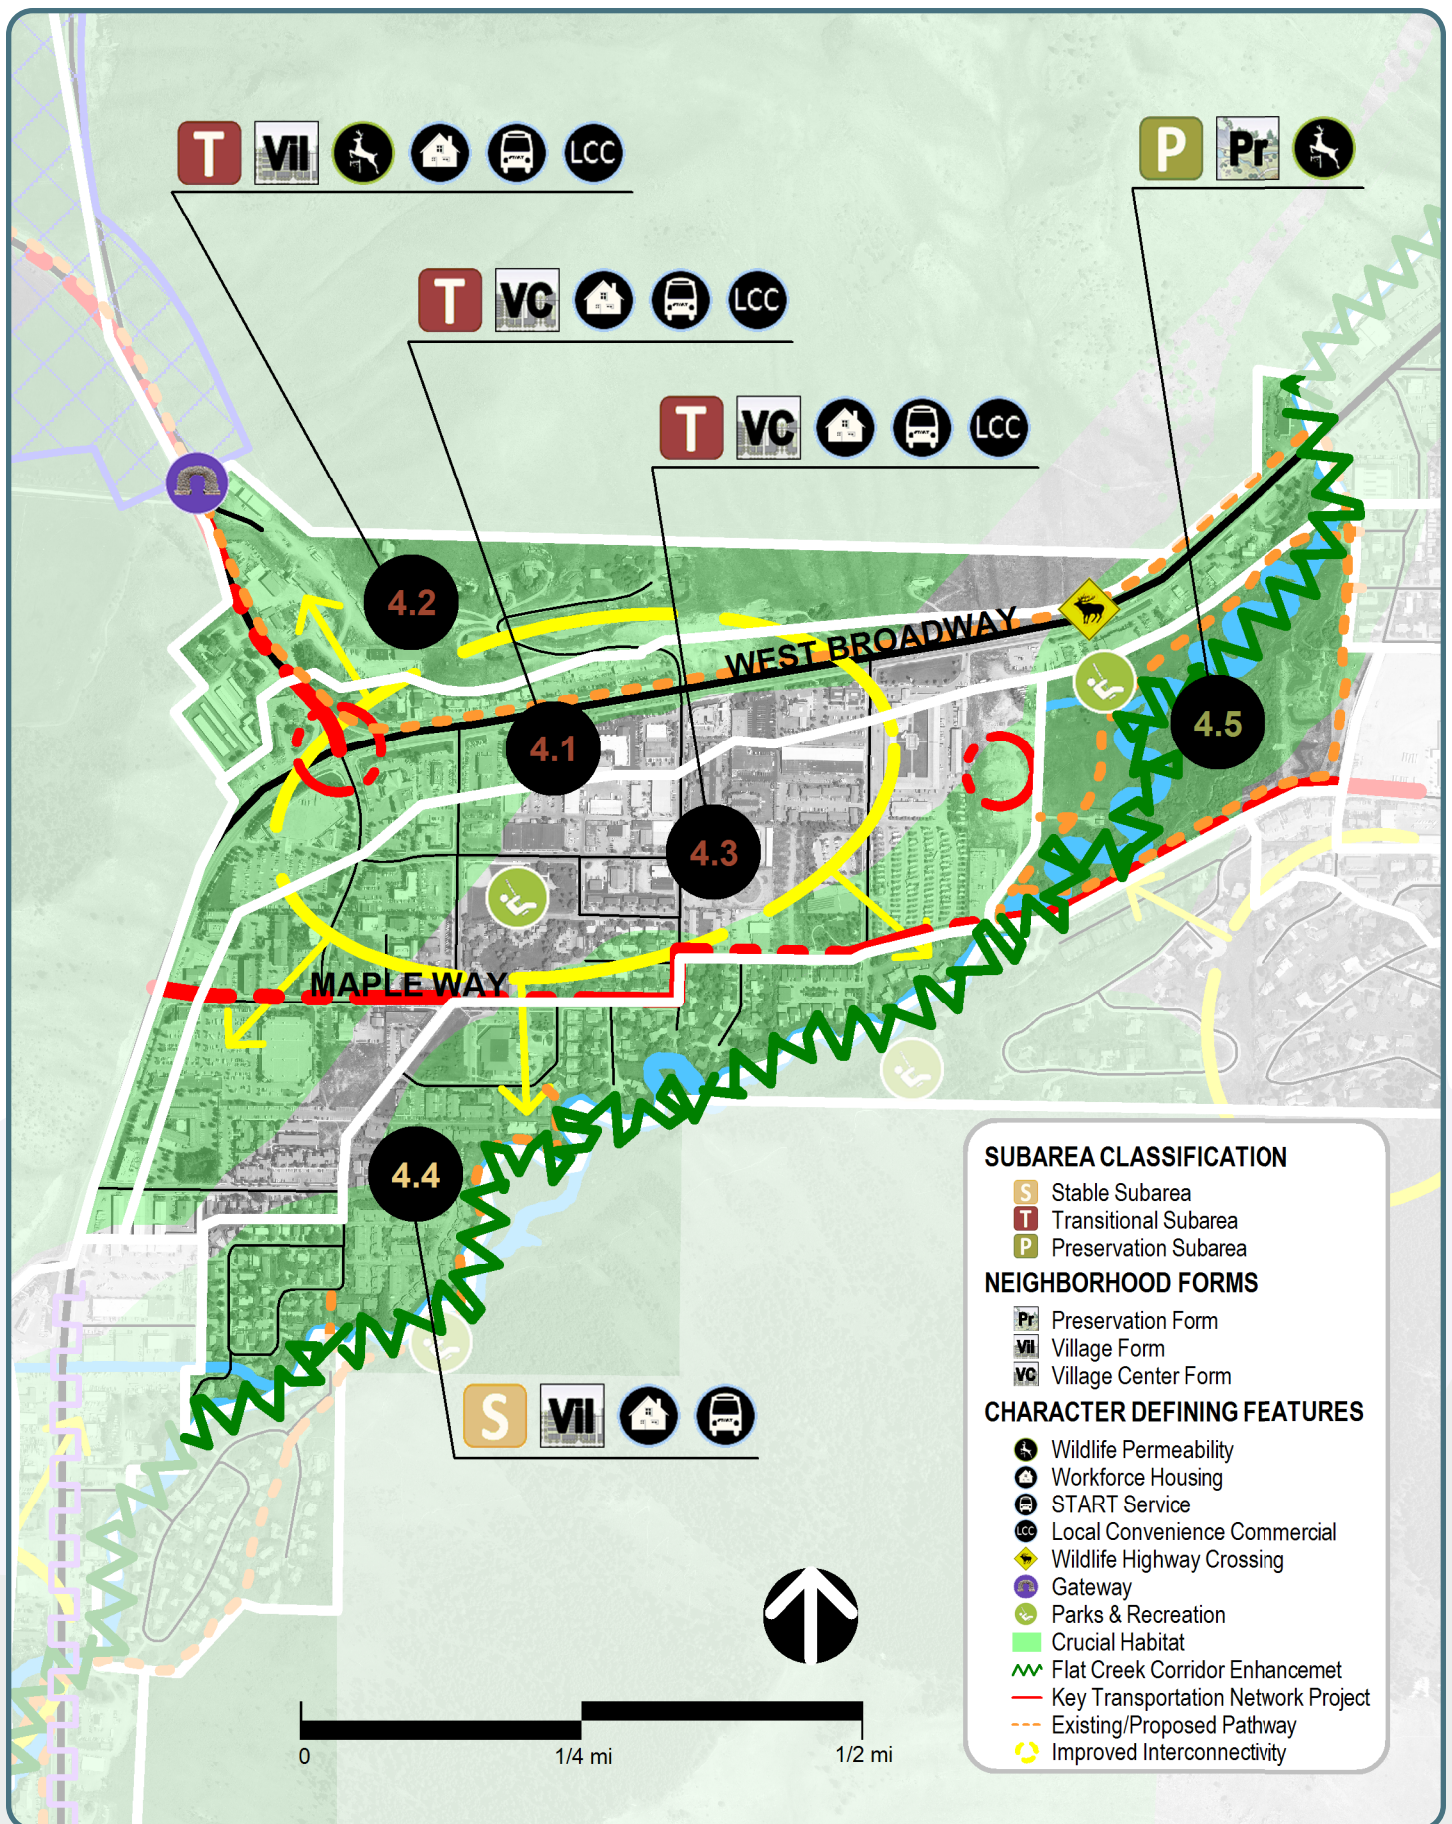 T Vil LCC
P Pr
T VC LCC
T VC LCC
4.2
WEST BROADWAY
4.1
4.5
4.3
MAPLE WAY
4.4
S Vil
SUBAREA CLASSIFICATION
S Stable Subarea
T Transitional Subarea
P Preservation Subarea
NEIGHBORHOOD FORMS
Pr Preservation Form
Vil Village Form
VC Village Center Form
CHARACTER DEFINING FEATURES
Wildlife Permeability
Workforce Housing
START Service
LCC Local Convenience Commercial
Wildlife Highway Crossing
Gateway
Parks & Recreation
Crucial Habitat
Flat Creek Corridor Enhancemet
Key Transportation Network Project
Existing/Proposed Pathway
Improved Interconnectivity
0 1/4 mi 1/2 mi